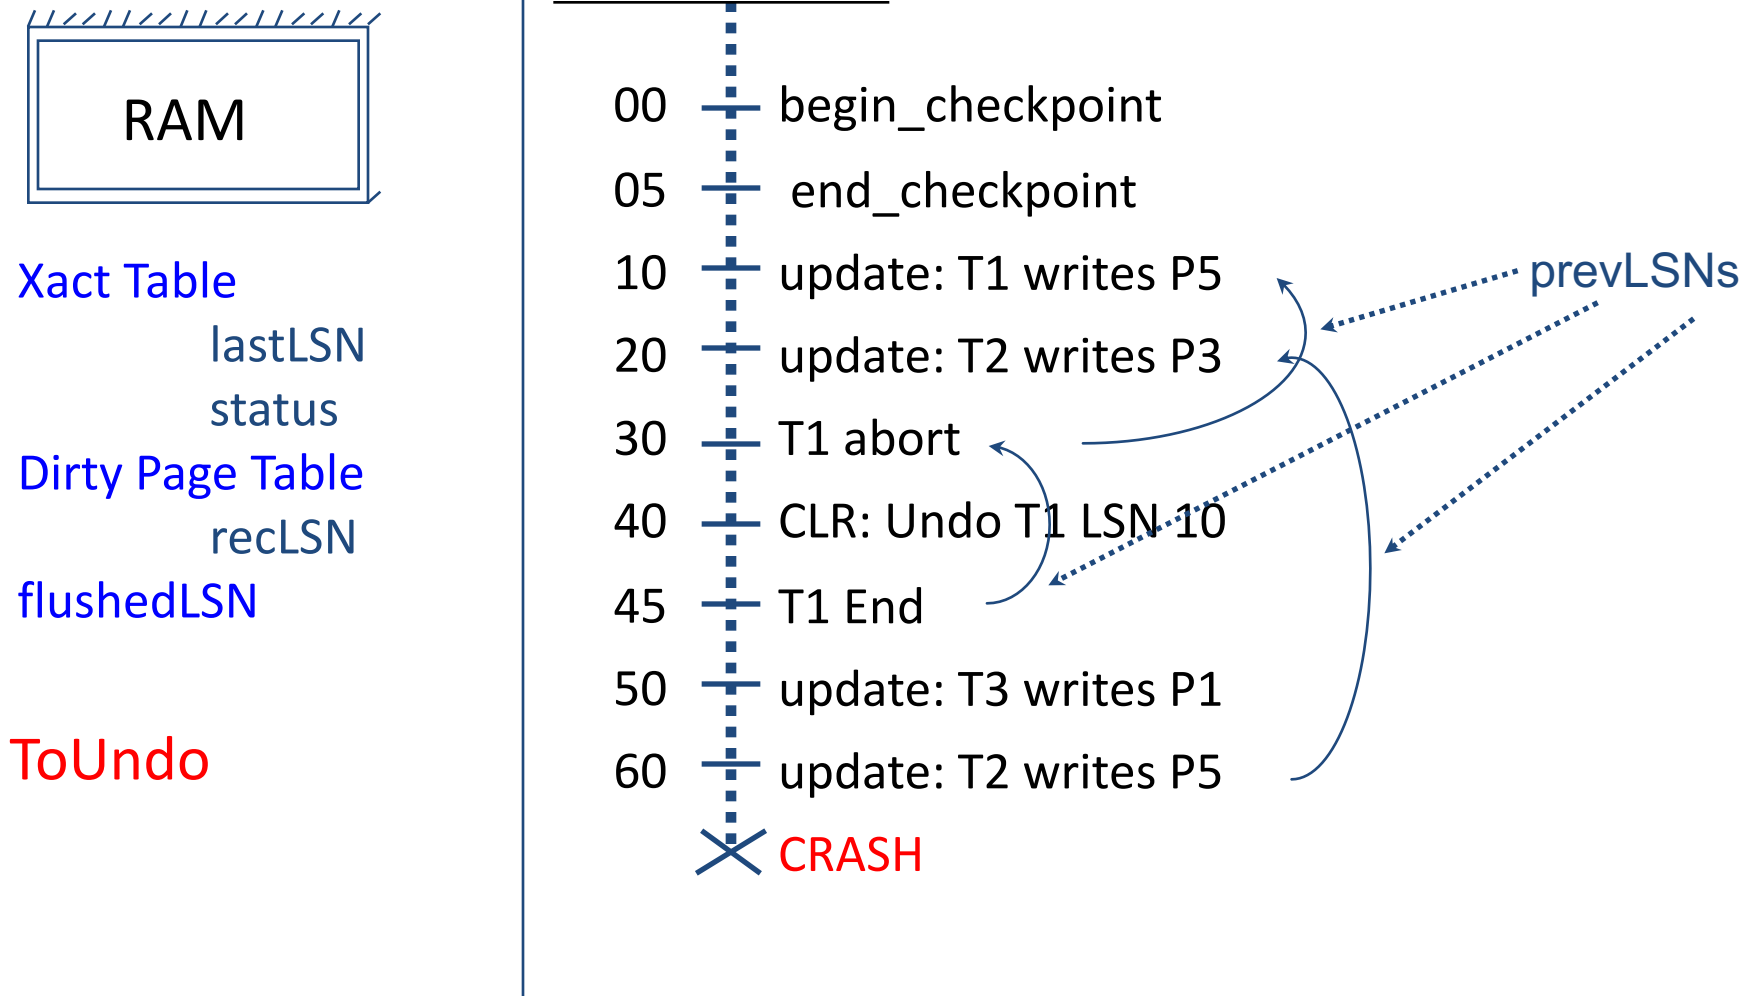 RAM
Xact Table
lastLSN
status
Dirty Page Table
recLSN
flushedLSN
ToUndo
00 begin_checkpoint
05 end_checkpoint
10 update: T1 writes P5
20 update: T2 writes P3
30 T1 abort
40 CLR: Undo T1 LSN 10
45 T1 End
50 update: T3 writes P1
60 update: T2 writes P5
CRASH
prevLSNs